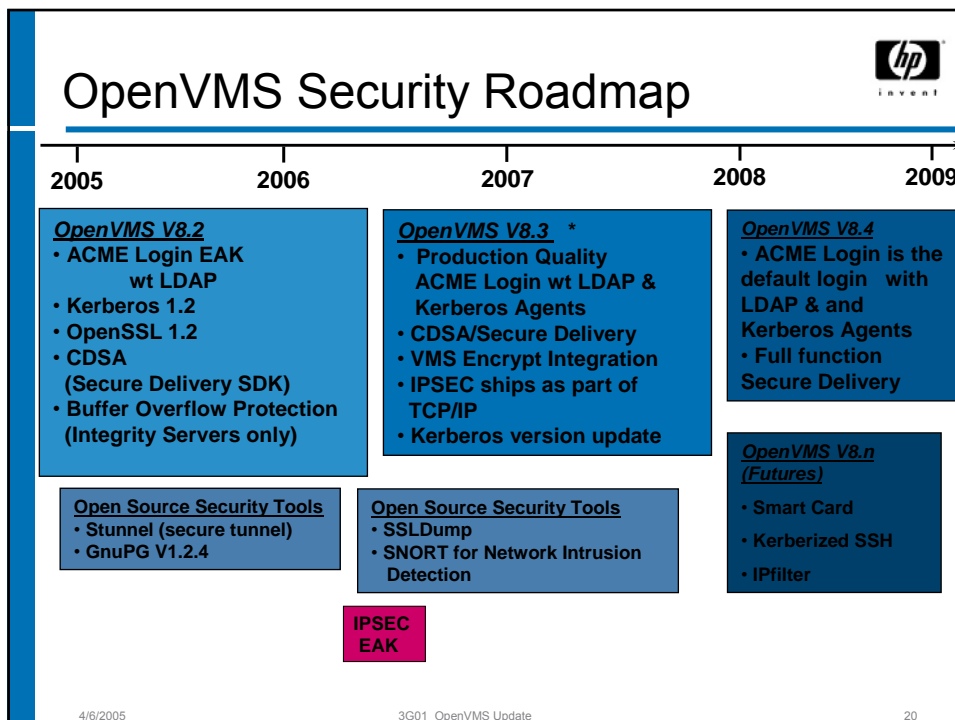 OpenVMS Security Roadmap
hp
invent
2005
2006
2007
2008
2009
OpenVMS V8.2
• ACME Login EAK
wt LDAP
• Kerberos 1.2
• OpenSSL 1.2
• CDSA
(Secure Delivery SDK)
• Buffer Overflow Protection
(Integrity Servers only)
OpenVMS V8.3 *
• Production Quality
ACME Login wt LDAP &
Kerberos Agents
• CDSA/Secure Delivery
• VMS Encrypt Integration
• IPSEC ships as part of
TCP/IP
• Kerberos version update
OpenVMS V8.4
• ACME Login is the
default login with
LDAP & and
Kerberos Agents
• Full function
Secure Delivery
OpenVMS V8.n
(Futures)
• Smart Card
• Kerberized SSH
• IPfilter
Open Source Security Tools
• Stunnel (secure tunnel)
• GnuPG V1.2.4
Open Source Security Tools
• SSLDump
• SNORT for Network Intrusion
Detection
IPSEC
EAK
4/6/2005
3G01 OpenVMS Update
20